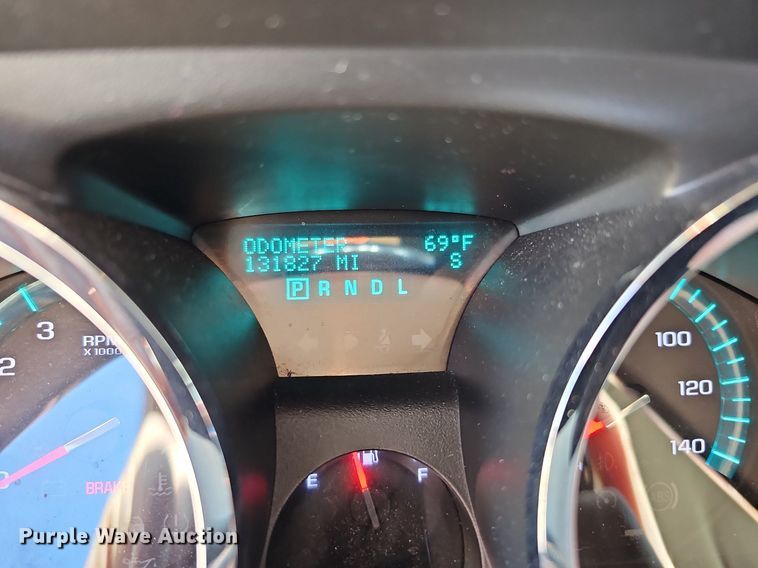 ODOMETER 69°F
131827 MI S
P R N D L
3
2
RPM
X 1000
BRAKE
E F
100
120
140
Purple Wave Auction